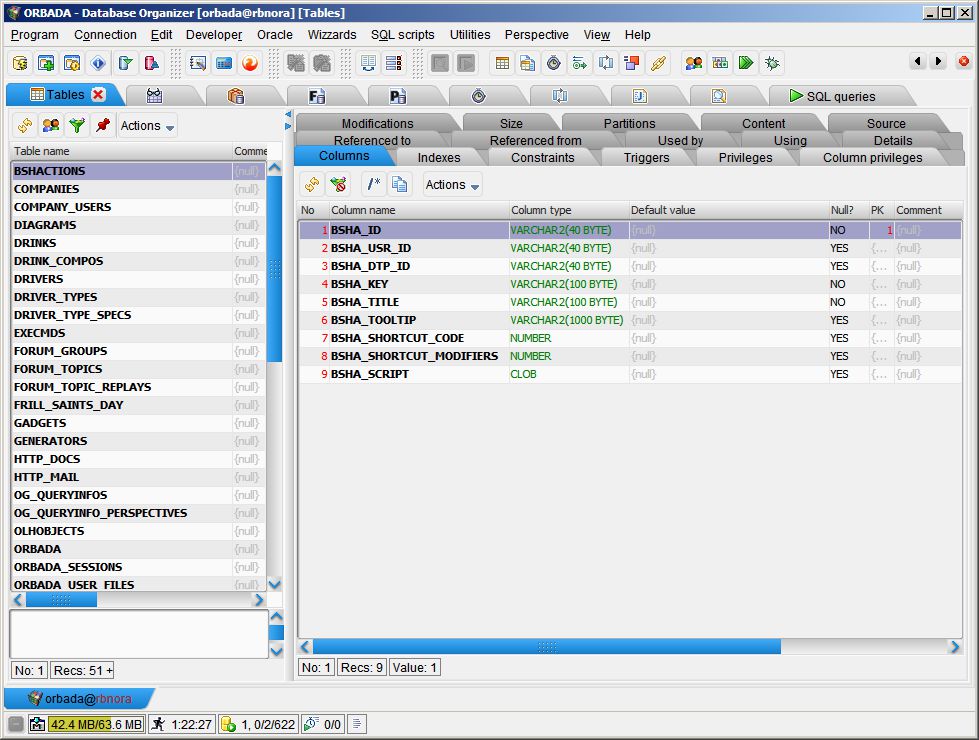 ORBADA - Database Organizer [orbada@rbnora] [Tables]
Program Connection Edit Developer Oracle Wizzards SQL scripts Utilities Perspective View Help
Tables F P SQL queries
Actions
Table name Comme
BSHACTIONS {null}
COMPANIES {null}
COMPANY_USERS {null}
DIAGRAMS {null}
DRINKS {null}
DRINK_COMPOS {null}
DRIVERS {null}
DRIVER_TYPES {null}
DRIVER_TYPE_SPECS {null}
EXECMDS {null}
FORUM_GROUPS {null}
FORUM_TOPICS {null}
FORUM_TOPIC_REPLAYS {null}
FRILL_SAINTS_DAY {null}
GADGETS {null}
GENERATORS {null}
HTTP_DOCS {null}
HTTP_MAIL {null}
OG_QUERYINFOS {null}
OG_QUERYINFO_PERSPECTIVES {null}
OLHOBJECTS {null}
ORBADA {null}
ORBADA_SESSIONS {null}
ORBADA_USER_FILES {null}
No: 1 Recs: 51 +
Modifications Size Partitions Content Source
Referenced to Referenced from Used by Using Details
Columns Indexes Constraints Triggers Privileges Column privileges
/* Actions
No Column name Column type Default value Null? PK Comment
1 BSHA_ID VARCHAR2(40 BYTE) {null} NO 1 {null}
2 BSHA_USR_ID VARCHAR2(40 BYTE) {null} YES {... {null}
3 BSHA_DTP_ID VARCHAR2(40 BYTE) {null} YES {... {null}
4 BSHA_KEY VARCHAR2(100 BYTE) {null} NO {... {null}
5 BSHA_TITLE VARCHAR2(100 BYTE) {null} NO {... {null}
6 BSHA_TOOLTIP VARCHAR2(1000 BYTE) {null} YES {... {null}
7 BSHA_SHORTCUT_CODE NUMBER {null} YES {... {null}
8 BSHA_SHORTCUT_MODIFIERS NUMBER {null} YES {... {null}
9 BSHA_SCRIPT CLOB {null} YES {... {null}
No: 1 Recs: 9 Value: 1
orbada@rbnora
42.4 MB/63.6 MB 1:22:27 1, 0/2/622 0/0